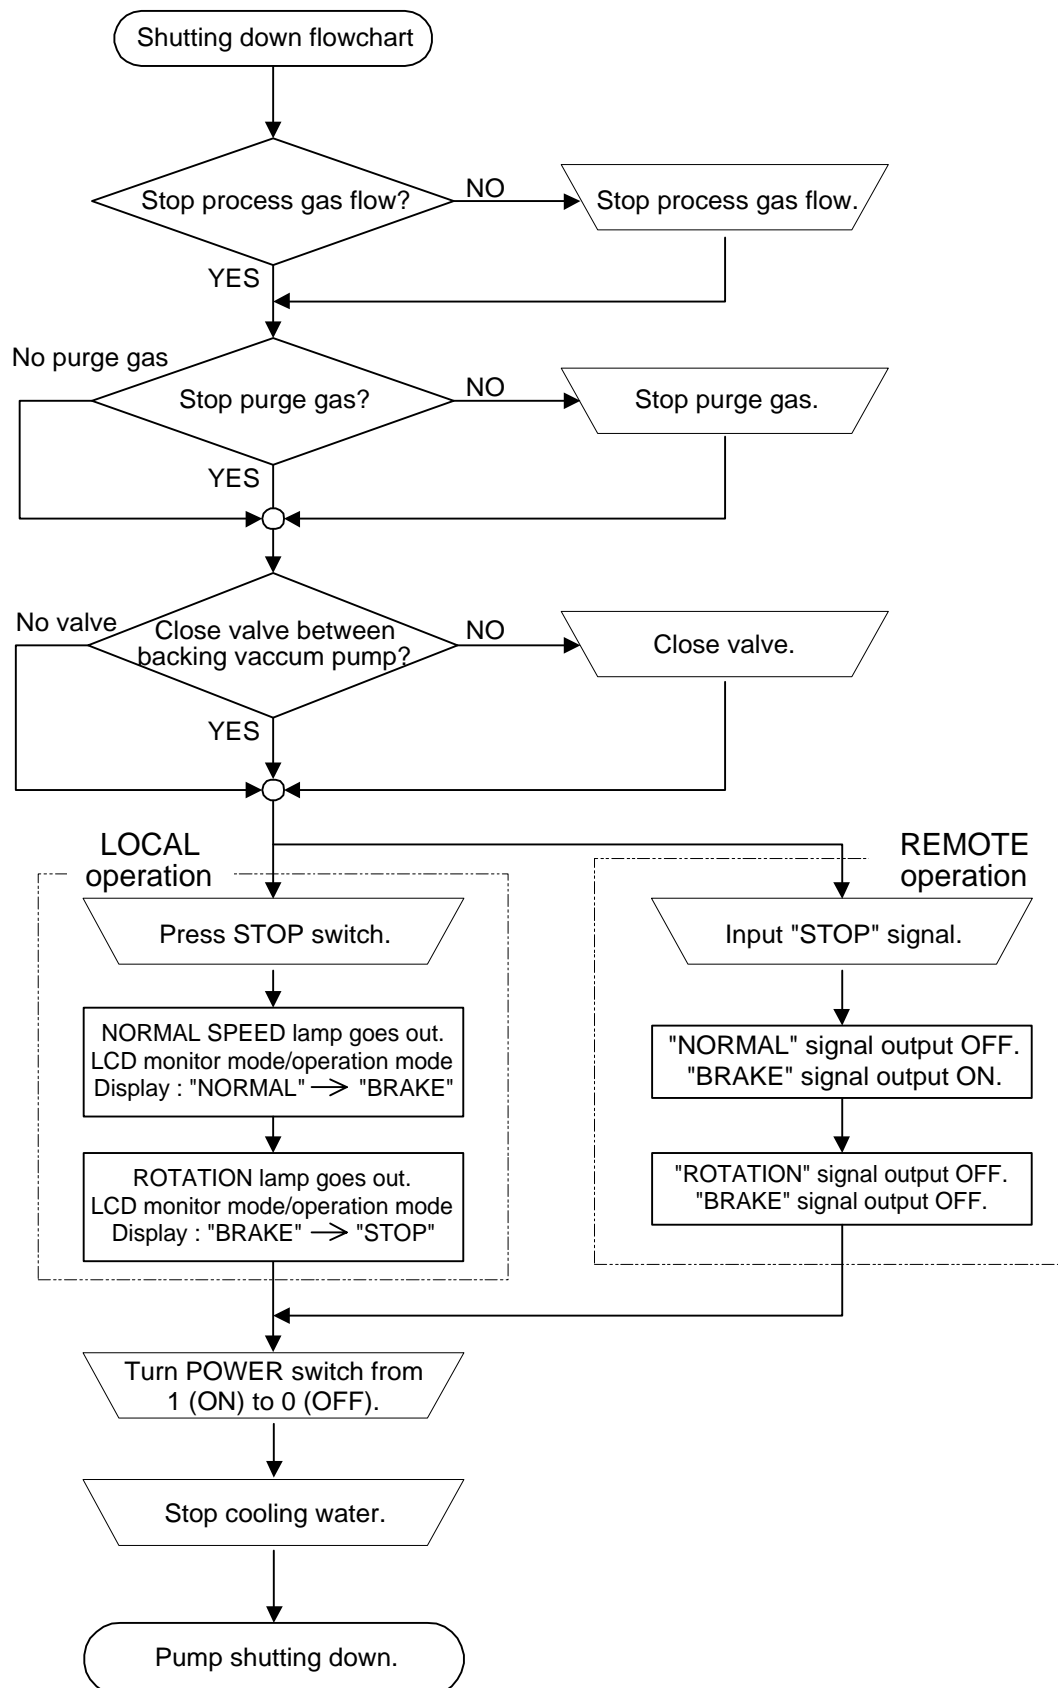 Shutting down flowchart
Stop process gas flow?
NO
Stop process gas flow.
YES
No purge gas
Stop purge gas?
NO
Stop purge gas.
YES
No valve
Close valve between
backing vaccum pump?
NO
Close valve.
YES
LOCAL
operation
REMOTE
operation
Press STOP switch.
Input "STOP" signal.
NORMAL SPEED lamp goes out.
LCD monitor mode/operation mode
Display : "NORMAL" → "BRAKE"
"NORMAL" signal output OFF.
"BRAKE" signal output ON.
ROTATION lamp goes out.
LCD monitor mode/operation mode
Display : "BRAKE" → "STOP"
"ROTATION" signal output OFF.
"BRAKE" signal output OFF.
Turn POWER switch from
1 (ON) to 0 (OFF).
Stop cooling water.
Pump shutting down.